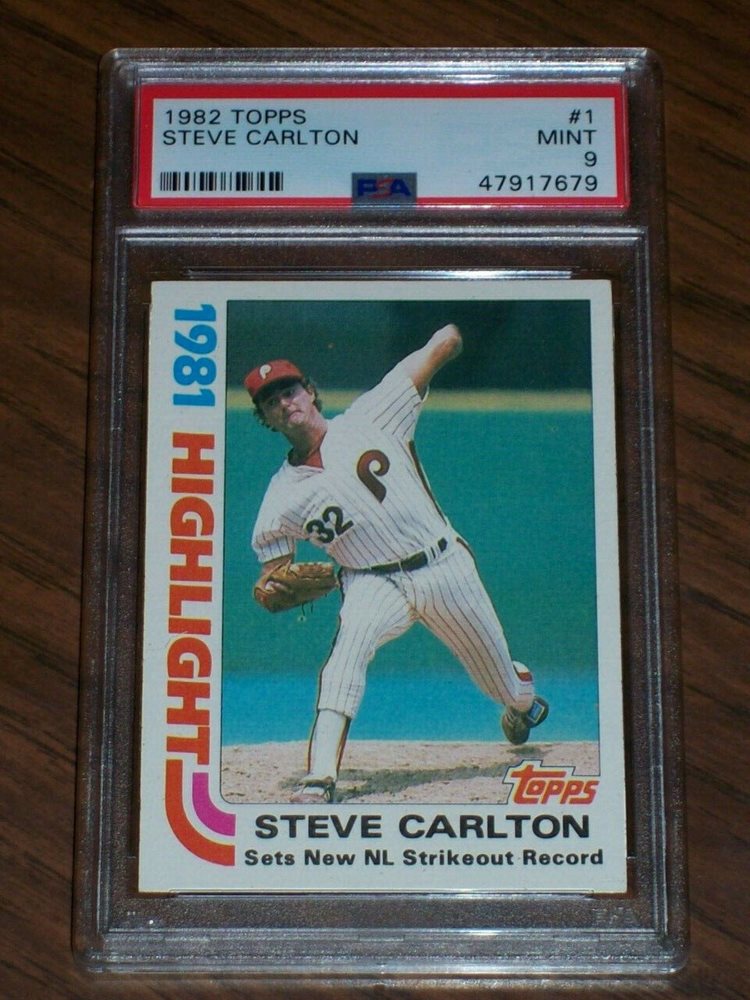 1982 TOPPS #1
STEVE CARLTON MINT
9
PSA 47917679
1981 HIGHLIGHT
P
P
32
TOPPS
STEVE CARLTON
Sets New NL Strikeout Record